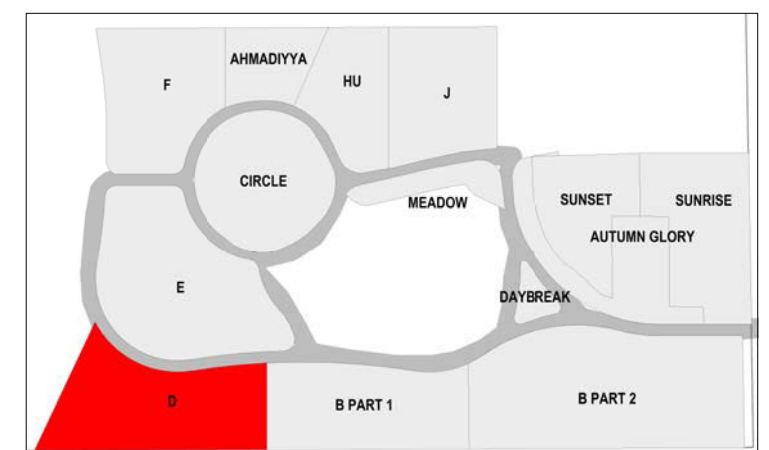 AHMADIYYA
F
HU
J
CIRCLE
MEADOW
SUNSET
SUNRISE
AUTUMN GLORY
E
DAYBREAK
D
B PART 1
B PART 2